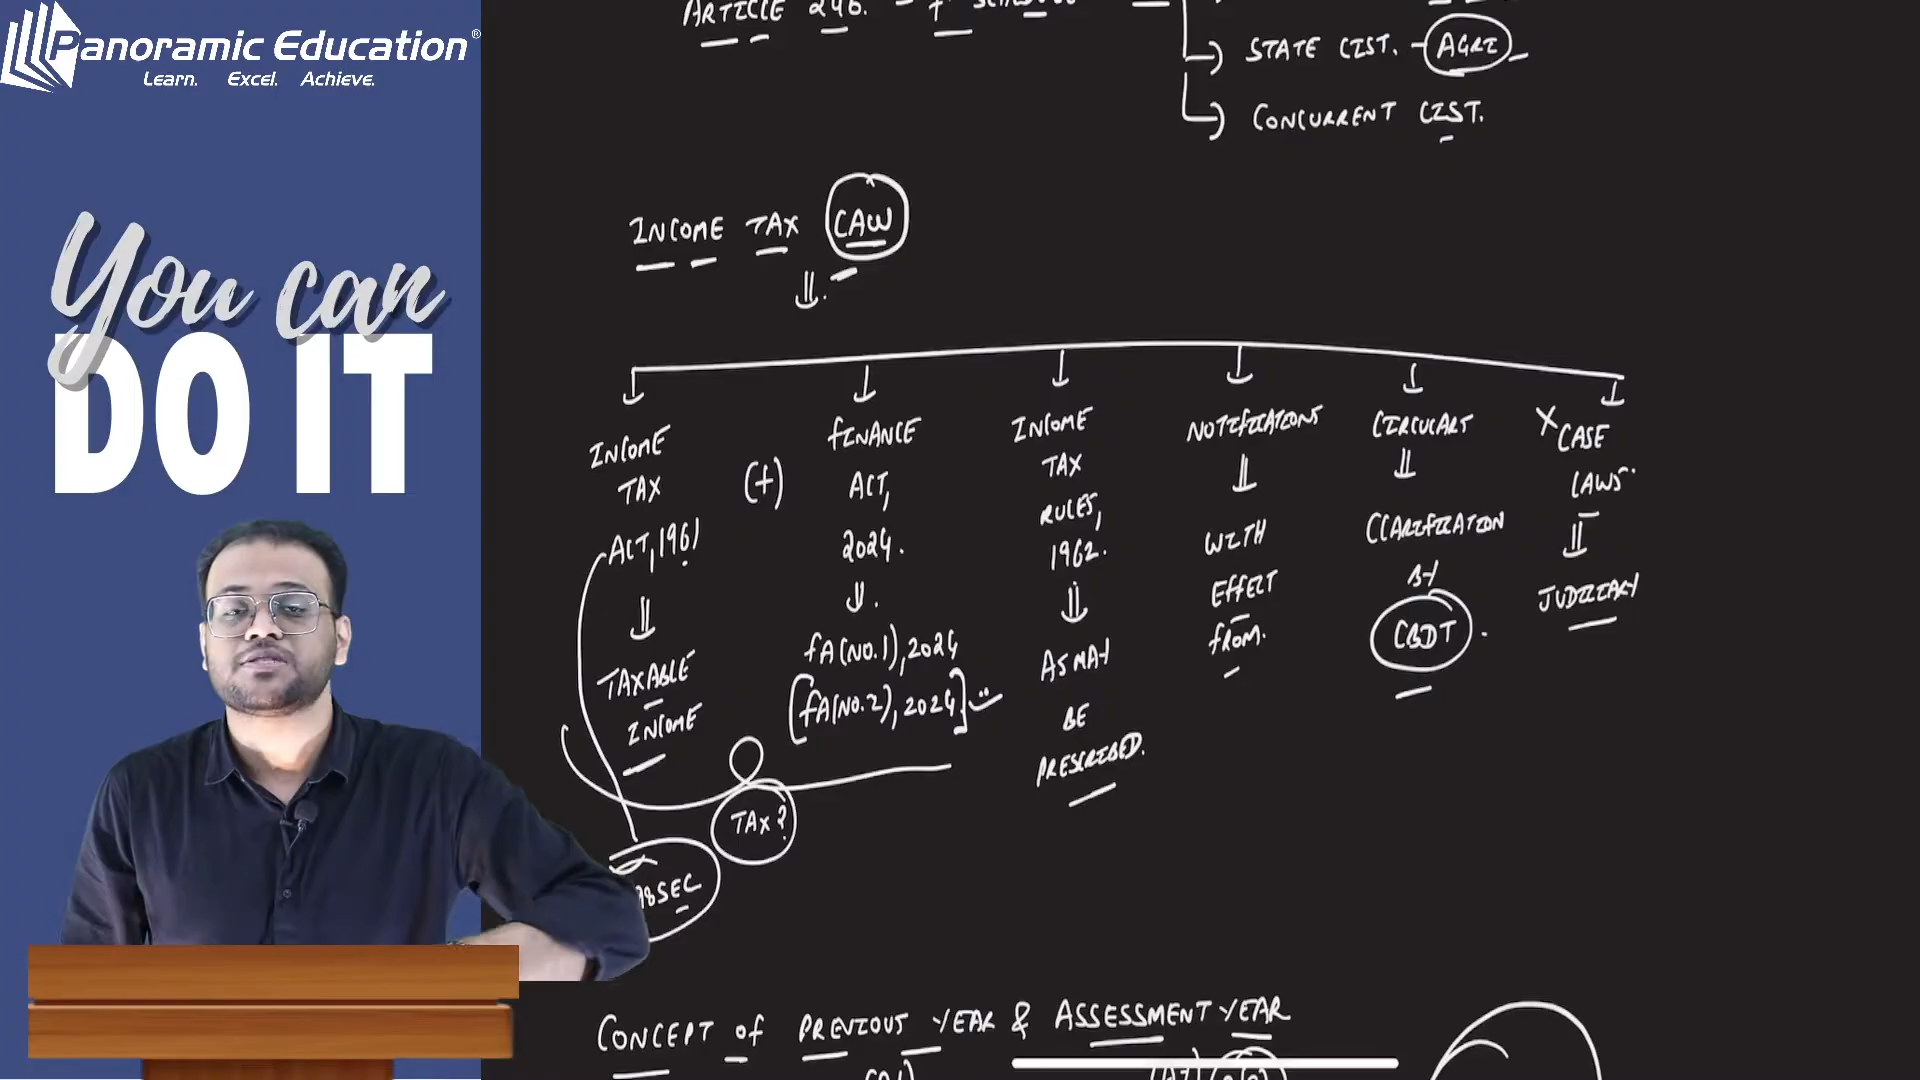 Panoramic Education®
Learn. Excel. Achieve.
You can
DO IT
ARTICLE 246. -
STATE LIST. - AGRI
CONCURRENT LIST.
INCOME TAX LAW
INCOME
TAX
ACT, 1961
TAXABLE
INCOME
(+)
FINANCE
ACT,
2024.
FA(NO.1), 2024
[FA(NO.2), 2024]
TAX?
INCOME
TAX
RULES,
1962.
AS MAY
BE
PRESCRIBED.
NOTIFICATIONS
WITH
EFFECT
FROM.
CIRCULARS
CLARIFICATION
BY
CBDT.
X CASE
LAWS
JUDICIARY
98SEC
CONCEPT OF PREVIOUS YEAR & ASSESSMENT YEAR